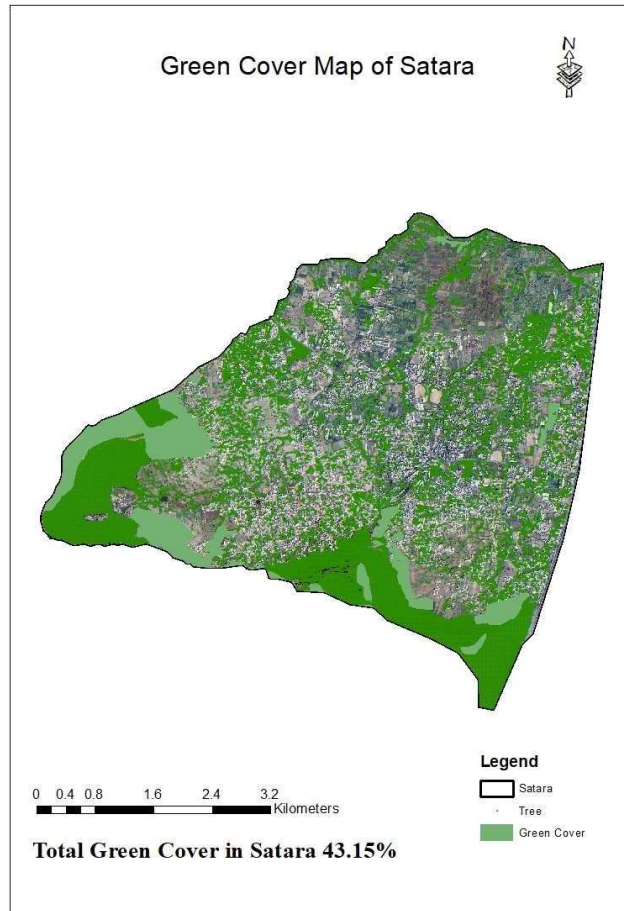 Green Cover Map of Satara
N
Legend
Satara
Tree
Green Cover
0 0.4 0.8 1.6 2.4 3.2
Kilometers
Total Green Cover in Satara 43.15%